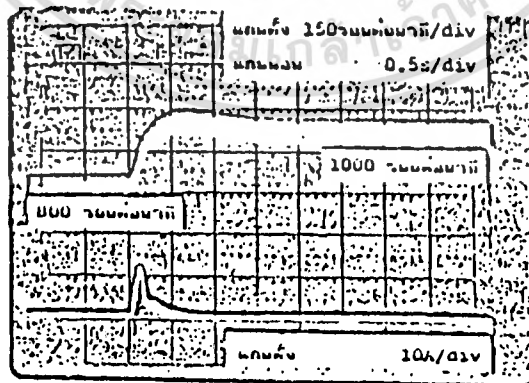 แกนตั้ง 150รอบต่อนาที/div
แกนนอน 0.5s/div
1000 รอบต่อนาที
800 รอบต่อนาที
แกนตั้ง 10A/div